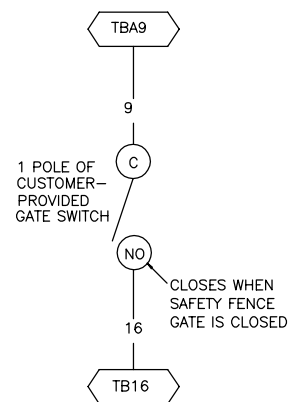 TBA9
9
C
1 POLE OF
CUSTOMER-
PROVIDED
GATE SWITCH
NO
CLOSES WHEN
SAFETY FENCE
GATE IS CLOSED
16
TB16